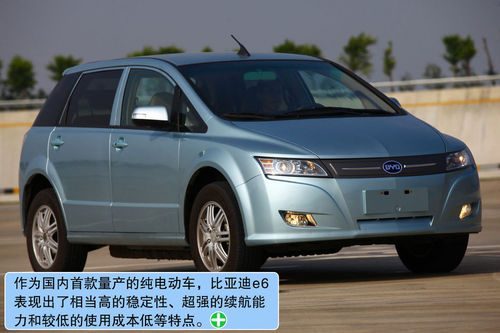 BYD
作为国内首款量产的纯电动车，比亚迪e6
表现出了相当高的稳定性、超强的续航能
力和较低的使用成本低等特点。